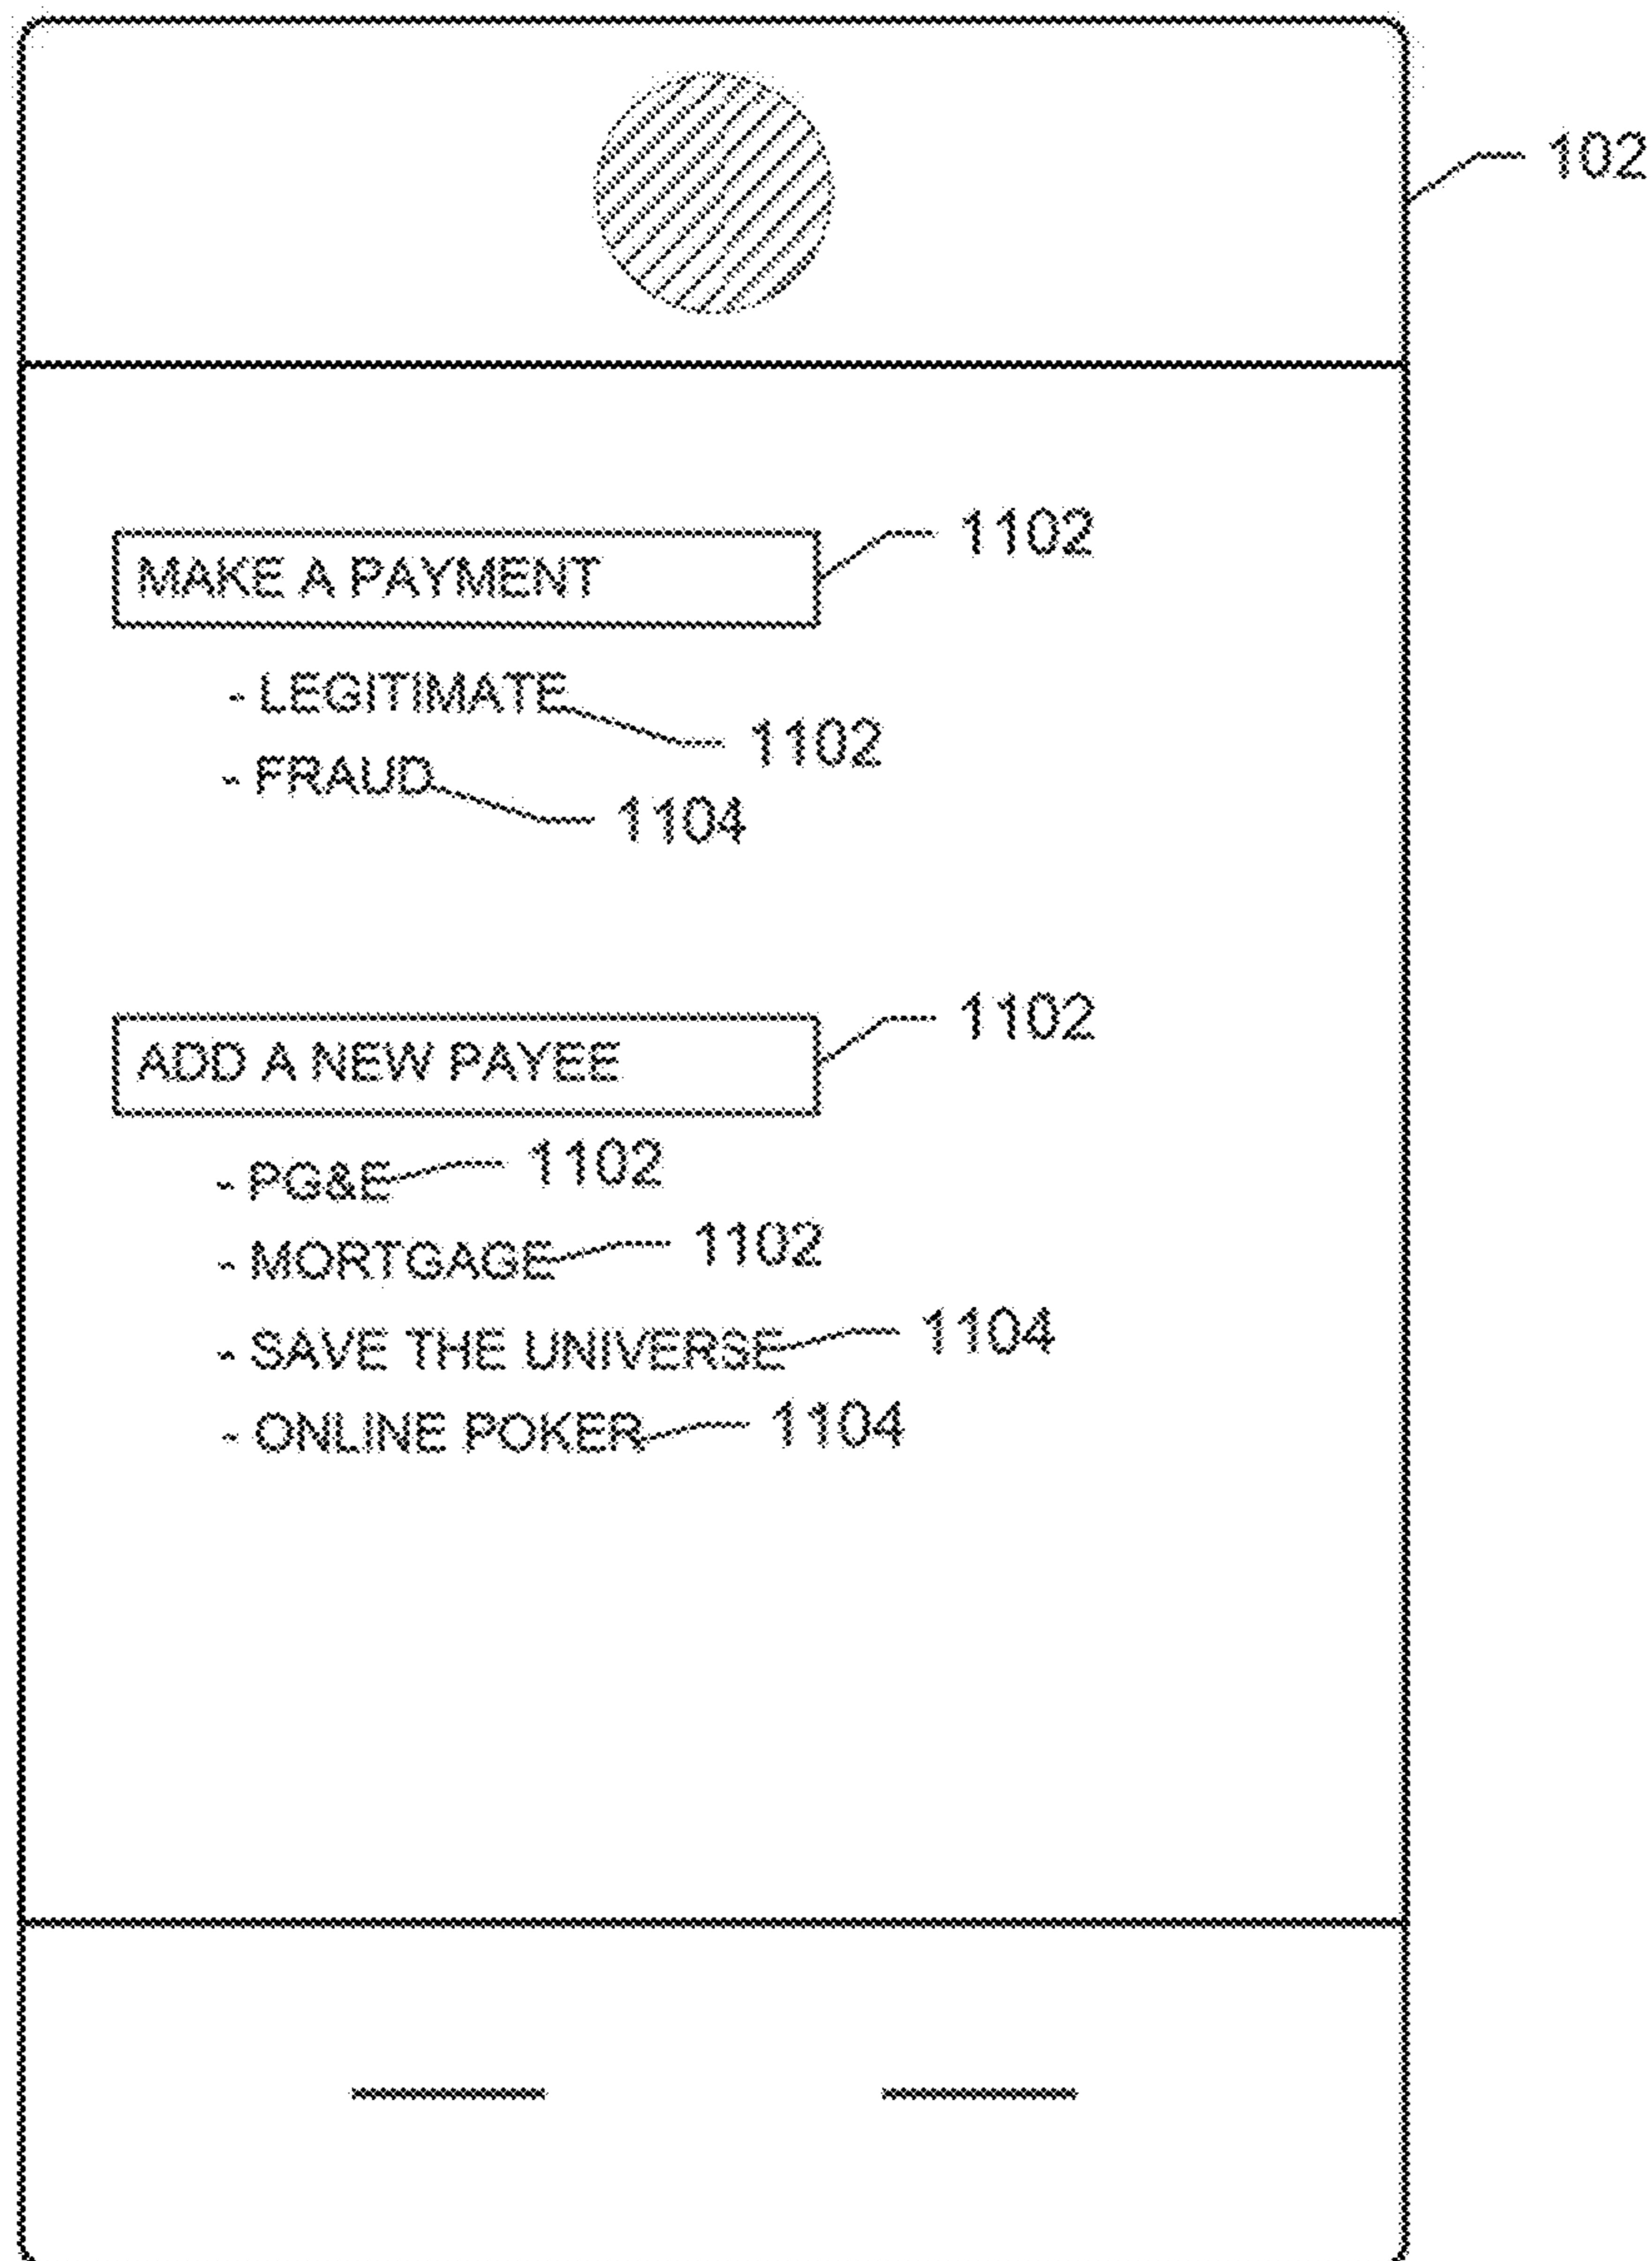 102
MAKE A PAYMENT 1102
- LEGITIMATE 1102
- FRAUD 1104
ADD A NEW PAYEE 1102
- PG&E 1102
- MORTGAGE 1102
- SAVE THE UNIVERSE 1104
- ONLINE POKER 1104